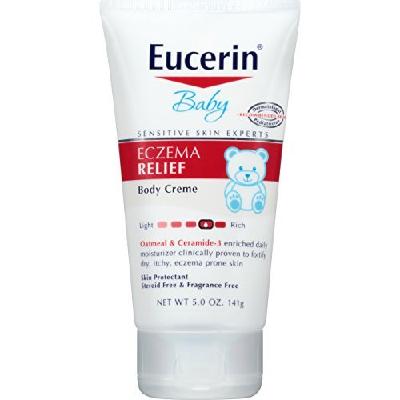 Eucerin®
Baby
SENSITIVE SKIN EXPERTS
ECZEMA
RELIEF
Body Creme
Light Rich
Oatmeal & Ceramide-3 enriched daily
moisturizer clinically proven to fortify
dry, itchy, eczema prone skin
Skin Protectant
Steroid Free & Fragrance Free
NET WT 5.0 OZ. 141g